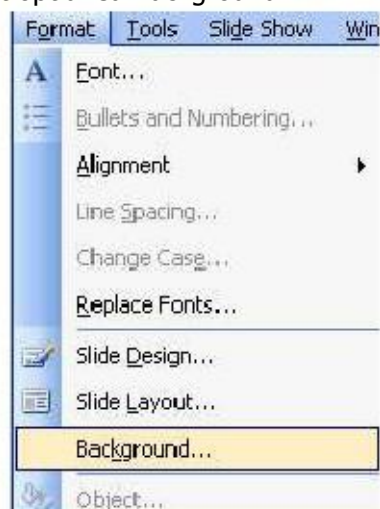 Format Tools Slide Show Win
Font...
Bullets and Numbering...
Alignment
Line Spacing...
Change Case...
Replace Fonts...
Slide Design...
Slide Layout...
Background...
Object...